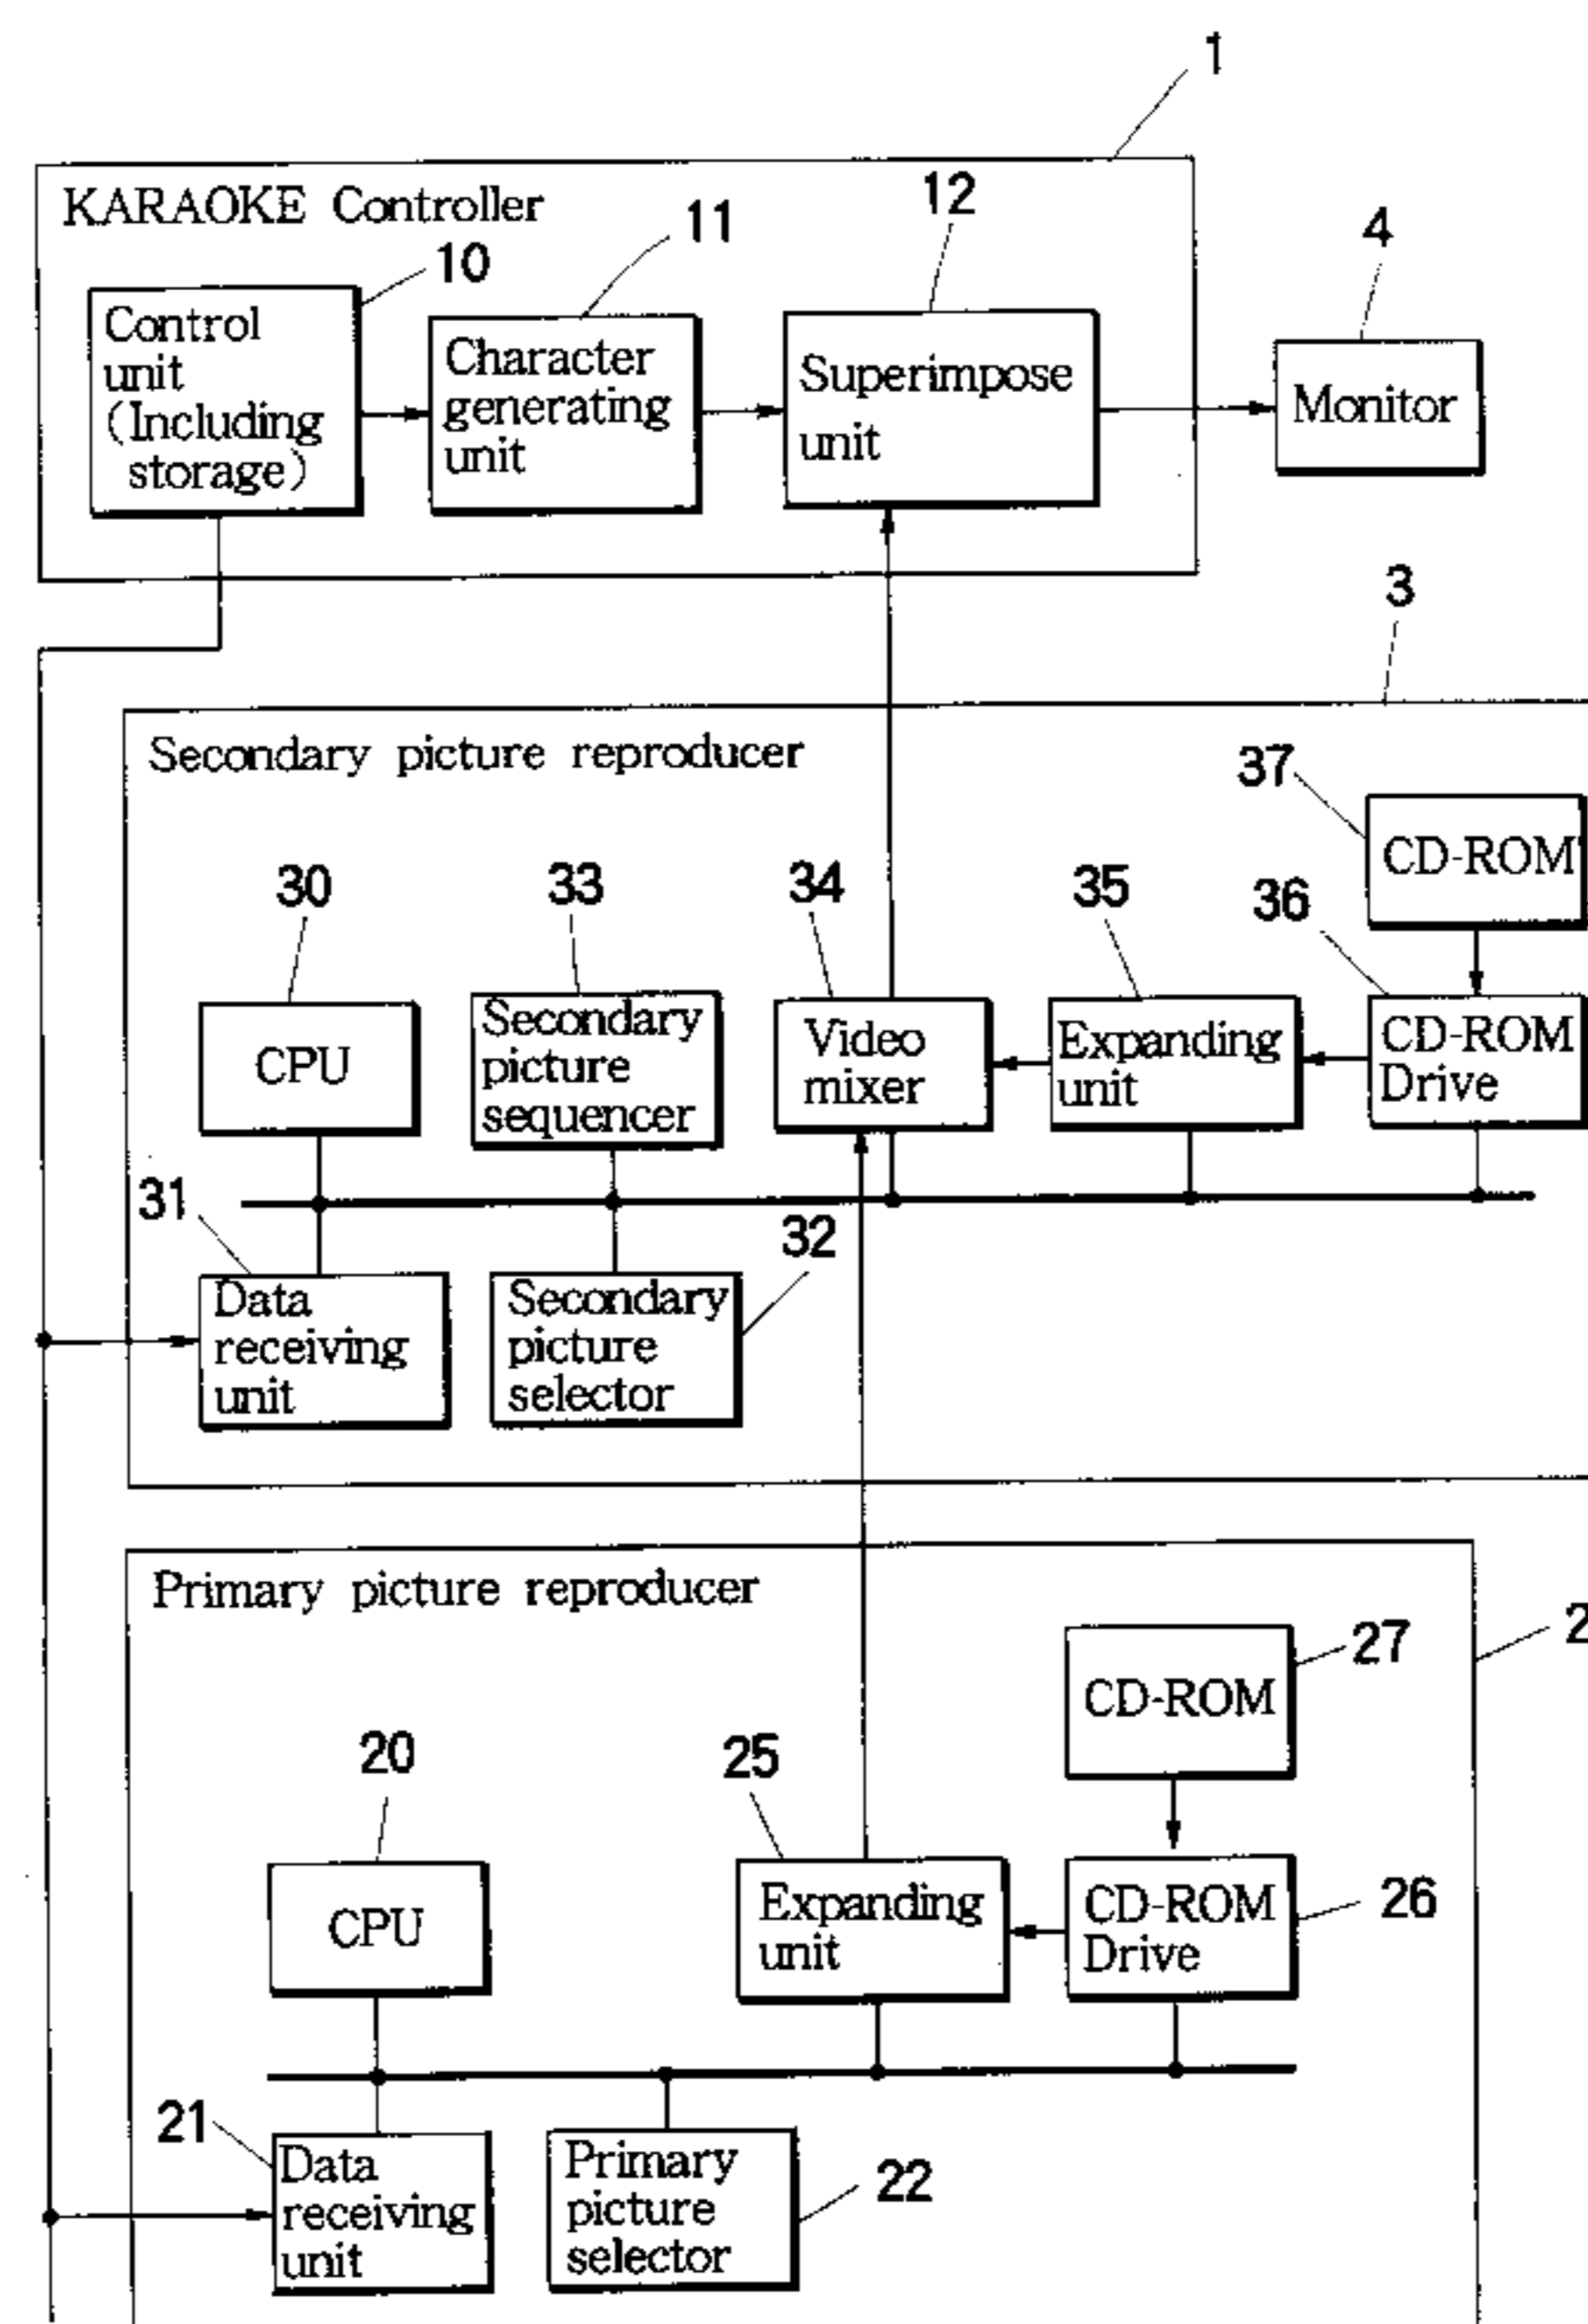 1
KARAOKE Controller
10
11
12
4
Control
unit
(Including
storage)
Character
generating
unit
Superimpose
unit
Monitor
3
Secondary picture reproducer
37
CD-ROM
30
33
34
35
36
CPU
Secondary
picture
sequencer
Video
mixer
Expanding
unit
CD-ROM
Drive
31
32
Data
receiving
unit
Secondary
picture
selector
Primary picture reproducer
2
27
CD-ROM
20
25
CPU
Expanding
unit
CD-ROM
Drive
26
21
Data
receiving
unit
Primary
picture
selector
22